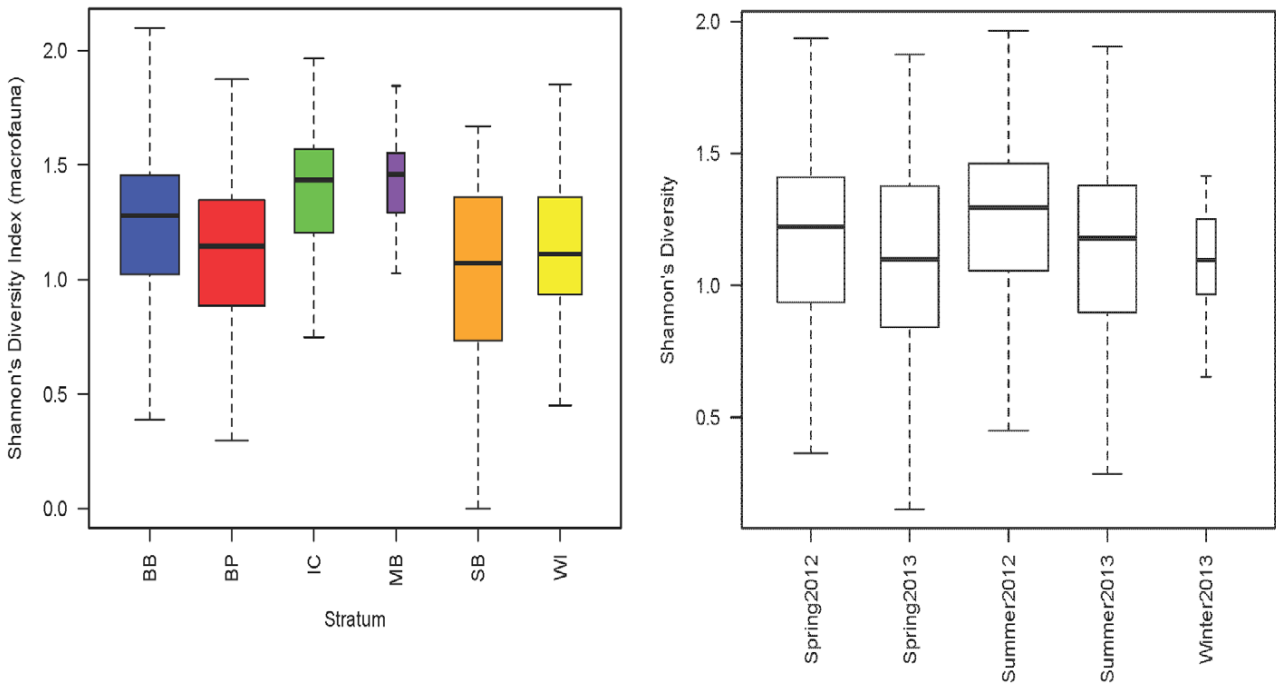 Shannon's Diversity Index (macrofauna)
2.0
1.5
1.0
0.5
0.0
BB
BP
IC
MB
SB
WI
Stratum
Shannon's Diversity
2.0
1.5
1.0
0.5
Spring2012
Spring2013
Summer2012
Summer2013
Winter2013